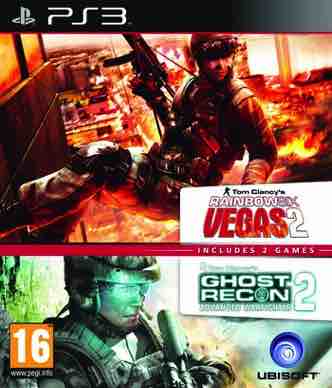 PS3
Tom Clancy's
RAINBOW SIX
VEGAS 2
INCLUDES 2 GAMES
Tom Clancy's
GHOST
RECON 2
ADVANCED WARFIGHTER
16
www.pegi.info
UBISOFT